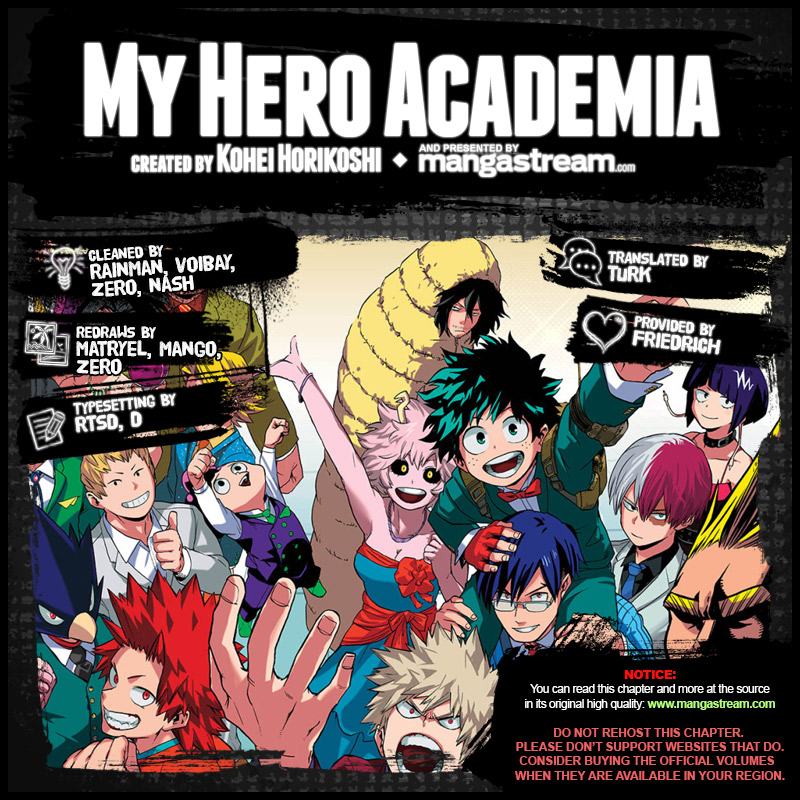 MY HERO ACADEMIA
CREATED BY KOHEI HORIKOSHI ◆ AND PRESENTED BY mangastream.com
CLEANED BY
RAINMAN, VOIBAY,
ZERO, NÁSH
REDRAWS BY
MATRYEL, MANGO,
ZERO
TYPESETTING BY
RTSD, D
TRANSLATED BY
TURK
PROVIDED BY
FRIEDRICH
NOTICE:
You can read this chapter and more at the source
in its original high quality: www.mangastream.com
DO NOT REHOST THIS CHAPTER.
PLEASE DON'T SUPPORT WEBSITES THAT DO.
CONSIDER BUYING THE OFFICIAL VOLUMES
WHEN THEY ARE AVAILABLE IN YOUR REGION.